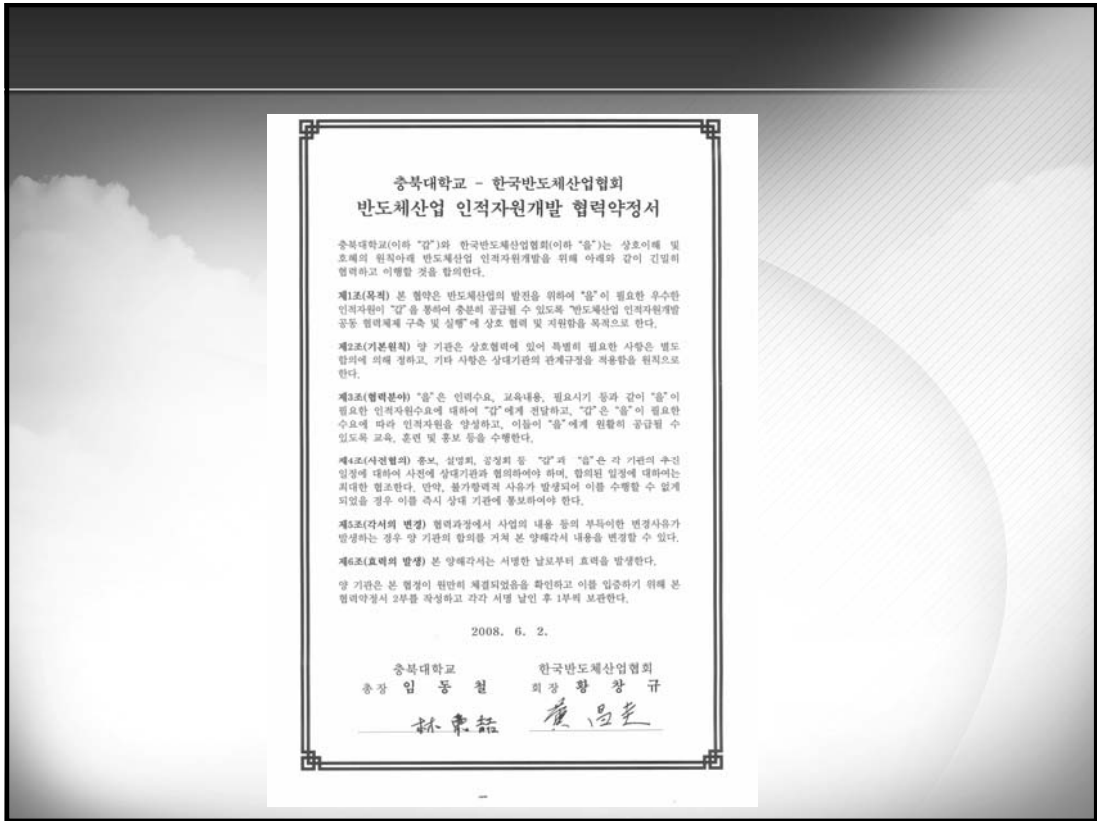 충북대학교 - 한국반도체산업협회
반도체산업 인적자원개발 협력약정서
충북대학교(이하 “갑”)와 한국반도체산업협회(이하 “을”)는 상호이해 및
호혜의 원칙아래 반도체산업 인적자원개발을 위해 아래와 같이 긴밀히
협력하고 이행할 것을 합의한다.
제1조(목적) 본 협약은 반도체산업의 발전을 위하여 “을”이 필요한 우수한
인적자원이 “갑”을 통하여 충분히 공급될 수 있도록 “반도체산업 인적자원개발
공동 협력체제 구축 및 실행”에 상호 협력 및 지원함을 목적으로 한다.
제2조(기본원칙) 양 기관은 상호협력에 있어 특별히 필요한 사항은 별도
합의에 의해 정하고, 기타 사항은 상대기관의 관계규정을 적용함을 원칙으로
한다.
제3조(협력분야) “을”은 인력수요, 교육내용, 필요시기 등과 같이 “을”이
필요한 인적자원수요에 대하여 “갑”에게 전달하고, “갑”은 “을”이 필요한
수요에 따라 인적자원을 양성하고, 이들이 “을”에게 원활히 공급될 수
있도록 교육, 훈련 및 홍보 등을 수행한다.
제4조(사전협의) 홍보, 설명회, 공청회 등 “갑”과 “을”은 각 기관의 추진
일정에 대하여 사전에 상대기관과 협의하여야 하며, 합의된 일정에 대하여는
최대한 협조한다. 만약, 불가항력적 사유가 발생되어 이를 수행할 수 없게
되었을 경우 이를 즉시 상대 기관에 통보하여야 한다.
제5조(각서의 변경) 협력과정에서 사업의 내용 등의 부득이한 변경사유가
발생하는 경우 양 기관의 합의를 거쳐 본 양해각서 내용을 변경할 수 있다.
제6조(효력의 발생) 본 양해각서는 서명한 날로부터 효력을 발생한다.
양 기관은 본 협정이 원만히 체결되었음을 확인하고 이를 입증하기 위해 본
협력약정서 2부를 작성하고 각각 서명 날인 후 1부씩 보관한다.
2008. 6. 2.
충북대학교 한국반도체산업협회
총장 임 동 철 회장 황 창 규
林東喆 黃昌圭